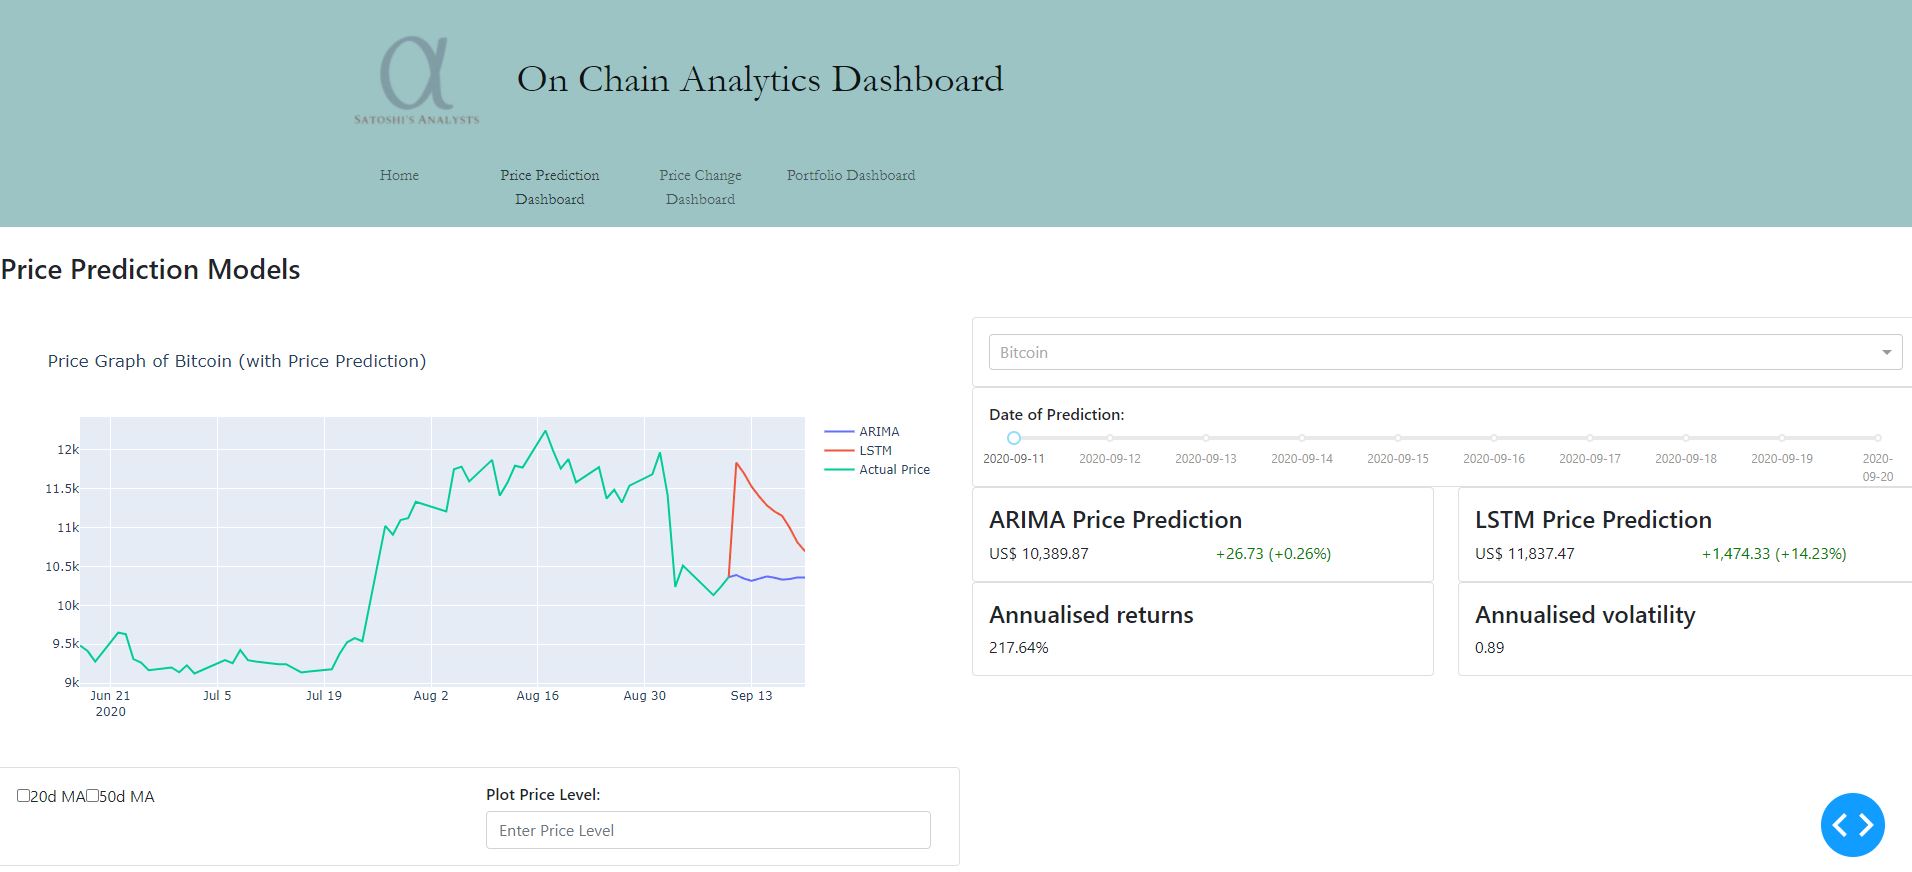 α
SATOSHI'S ANALYSTS
On Chain Analytics Dashboard
Home
Price Prediction
Dashboard
Price Change
Dashboard
Portfolio Dashboard
Price Prediction Models
Price Graph of Bitcoin (with Price Prediction)
12k
11.5k
11k
10.5k
10k
9.5k
9k
Jun 21
2020
Jul 5
Jul 19
Aug 2
Aug 16
Aug 30
Sep 13
ARIMA
LSTM
Actual Price
20d MA
50d MA
Plot Price Level:
Enter Price Level
Bitcoin
Date of Prediction:
2020-09-11
2020-09-12
2020-09-13
2020-09-14
2020-09-15
2020-09-16
2020-09-17
2020-09-18
2020-09-19
2020-
09-20
ARIMA Price Prediction
US$ 10,389.87
+26.73 (+0.26%)
LSTM Price Prediction
US$ 11,837.47
+1,474.33 (+14.23%)
Annualised returns
217.64%
Annualised volatility
0.89